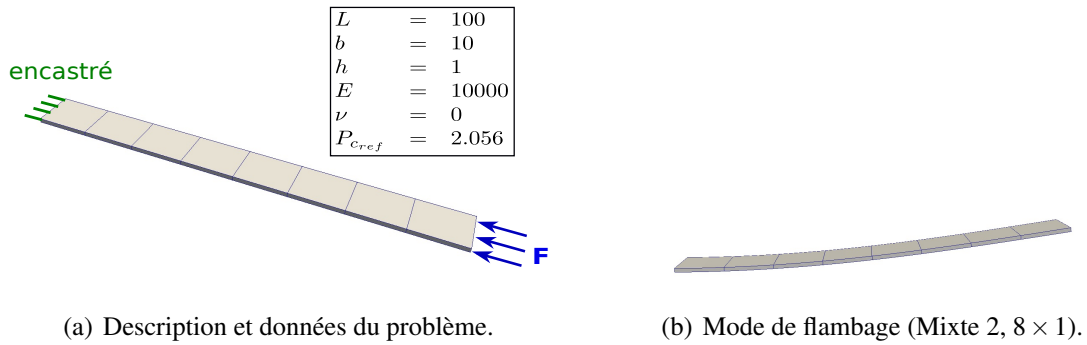 L = 100
b = 10
h = 1
E = 10000
ν = 0
P_{c_{ref}} = 2.056
encastré
F
(a) Description et données du problème.
(b) Mode de flambage (Mixte 2, 8 × 1).